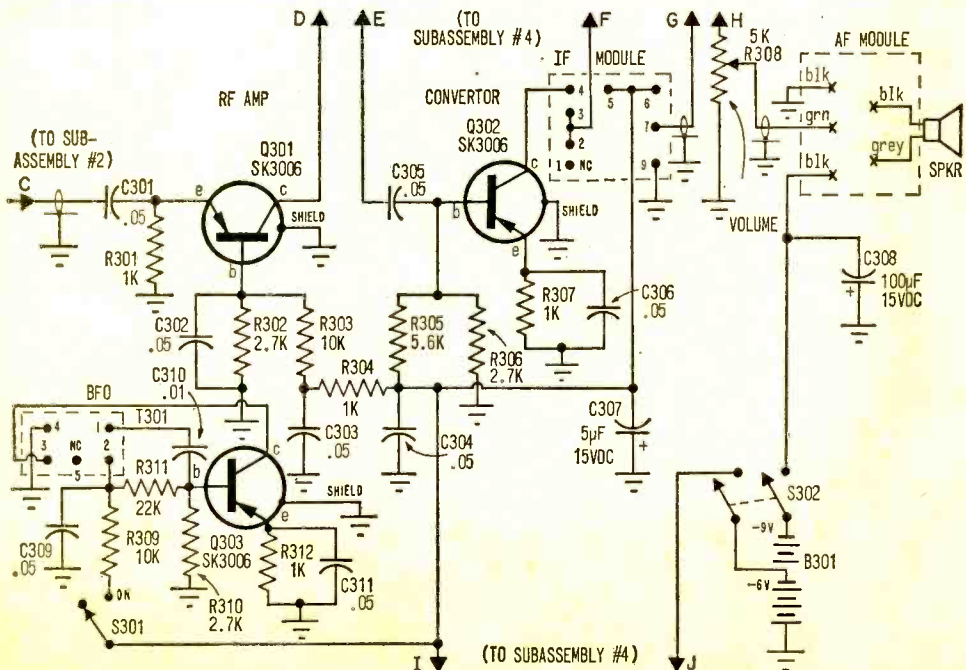 D
E
(TO
SUBASSEMBLY #4)
F
G
H
5K
R308
AF MODULE
IF MODULE
blk
grn
blk
blk
grey
SPKR
RF AMP
CONVERTOR
4
5
6
3
7
2
1
NC
9
(TO SUB-
ASSEMBLY #2)
C
Q301
SK3006
Q302
SK3006
C301
.05
e
c
SHIELD
b
R301
1K
C305
.05
b
c
SHIELD
e
VOLUME
C308
100µF
15VDC
+
C302
.05
R302
2.7K
R303
10K
R304
1K
R305
5.6K
R306
2.7K
R307
1K
C306
.05
C310
.01
BFO
T301
C303
.05
C304
.05
C307
5µF
15VDC
+
4
3
NC
5
2
1
R311
22K
b
c
SHIELD
e
C309
.05
R309
10K
Q303
SK3006
R312
1K
C311
.05
R310
2.7K
ON
S301
S302
-9V
B301
-6V
I
(TO SUBASSEMBLY #4)
J